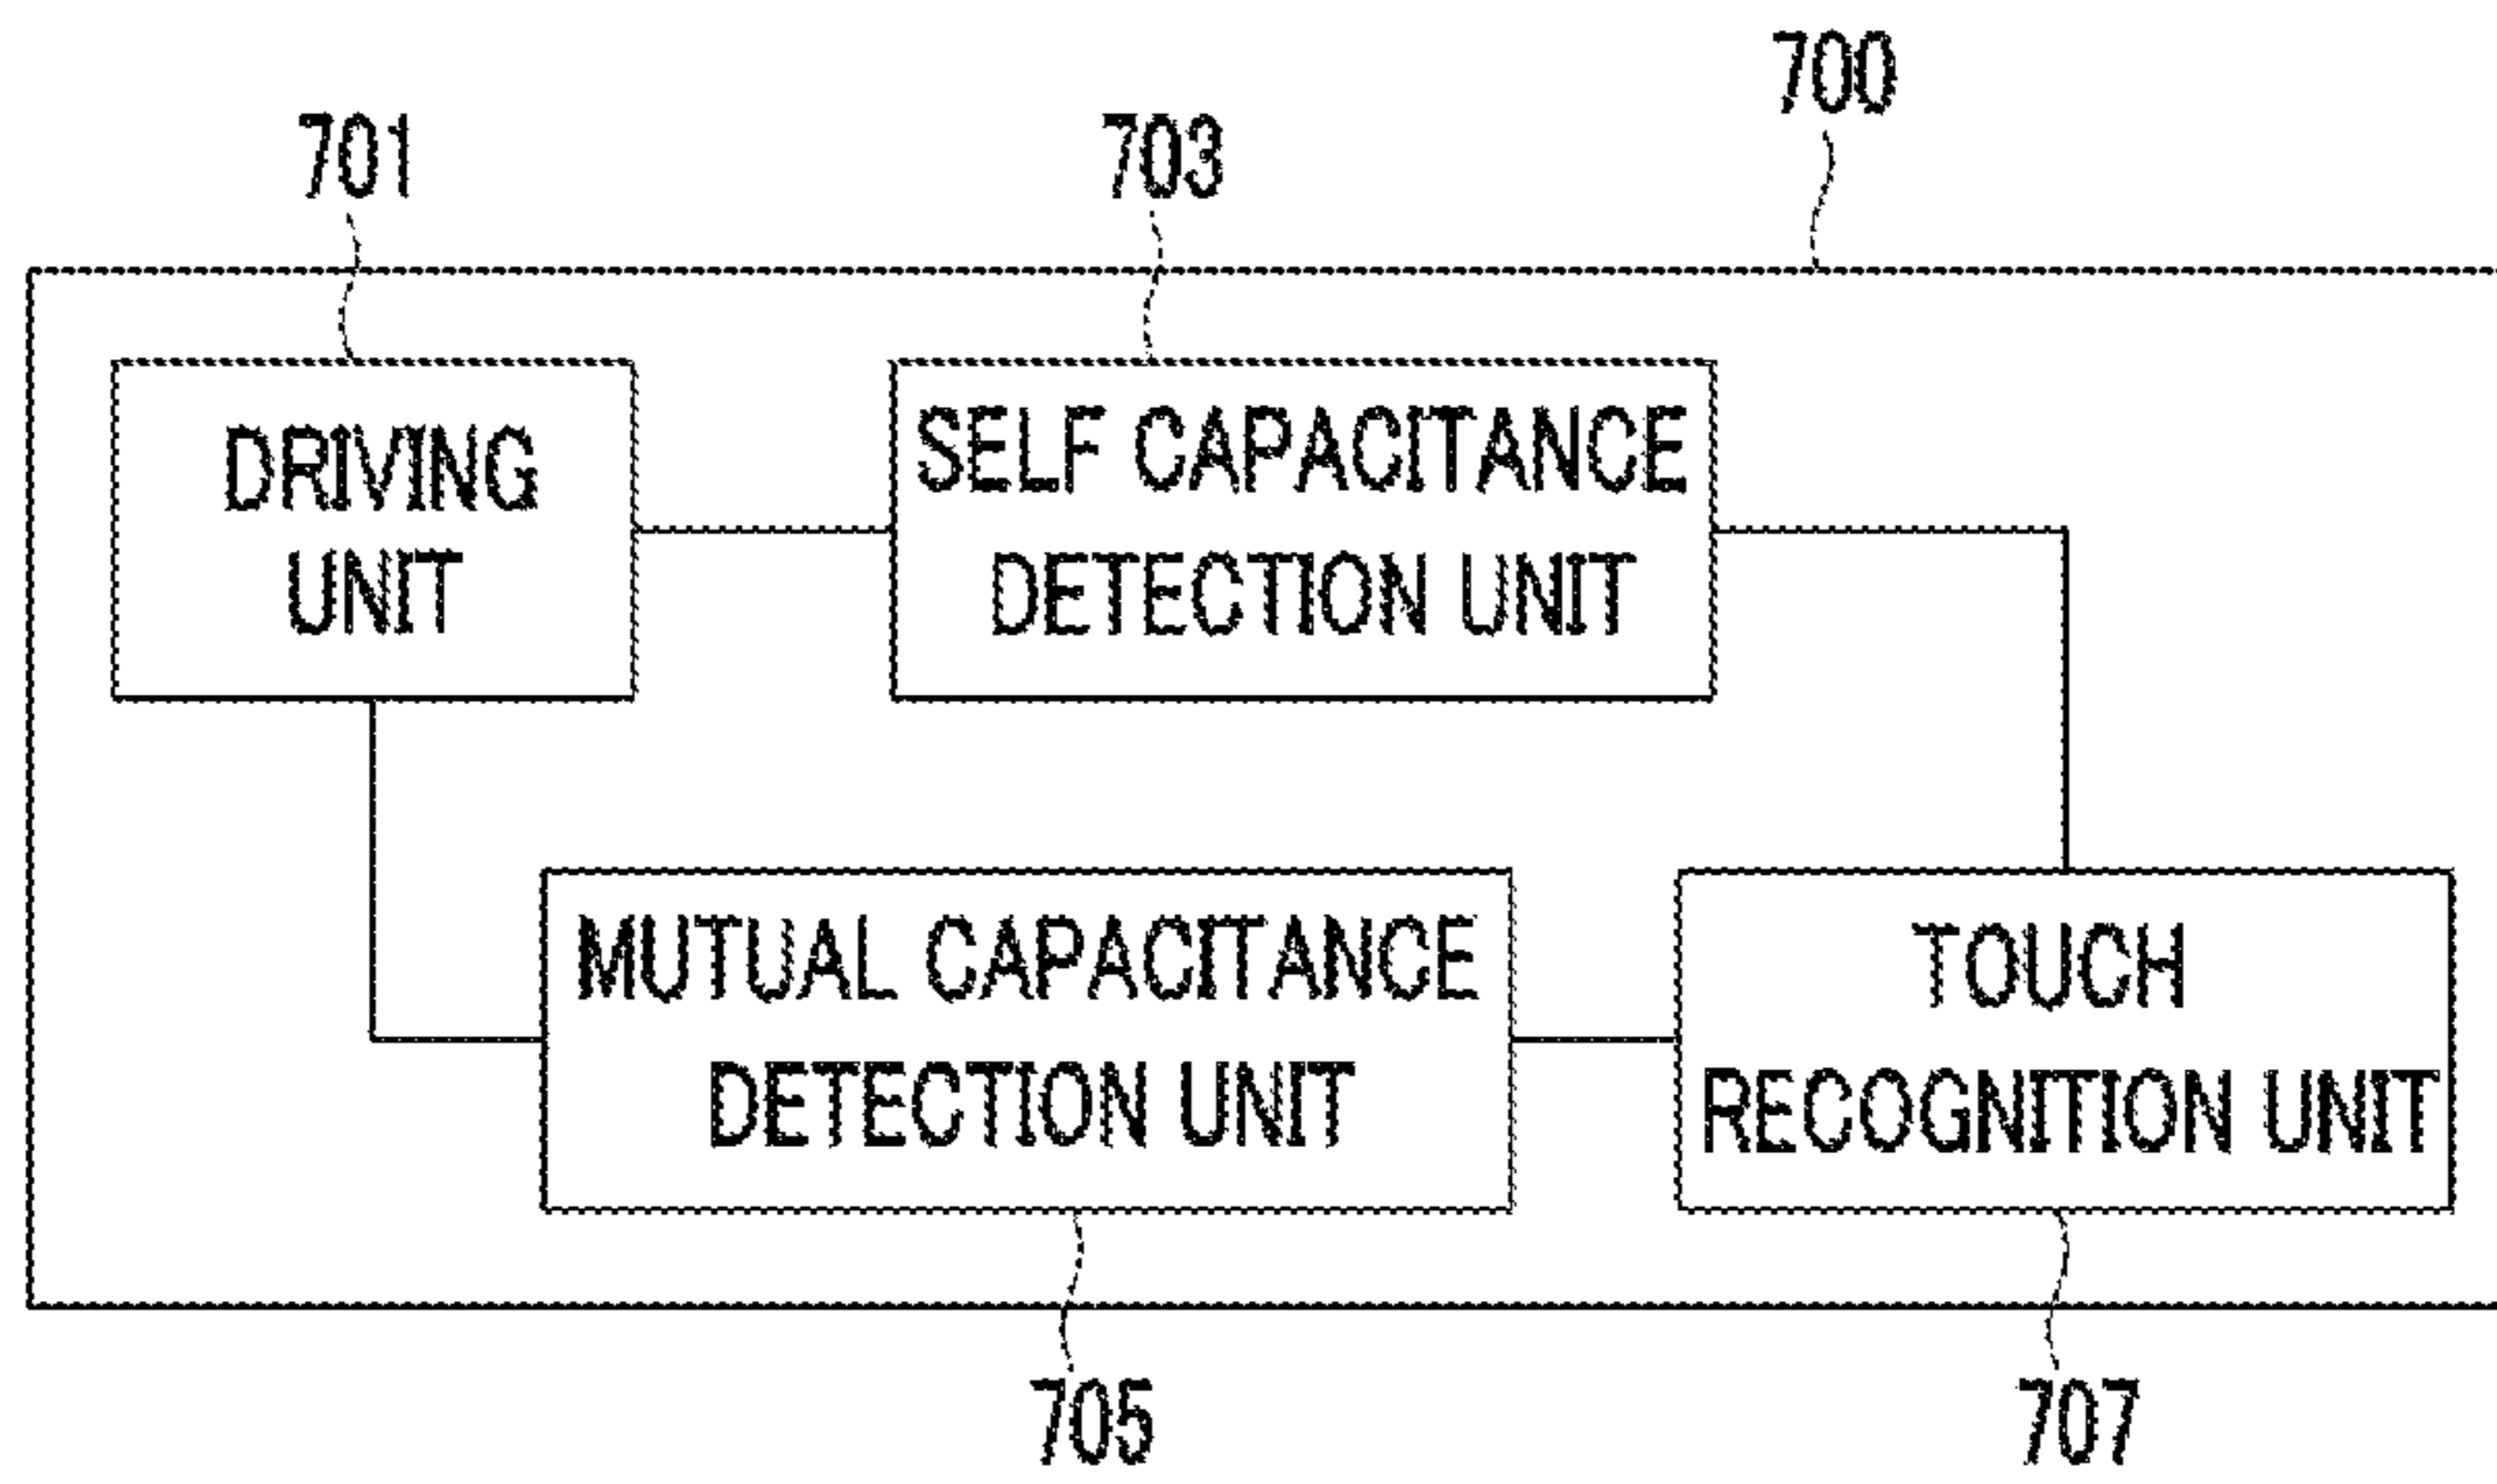 700
701
703
DRIVING
UNIT
SELF CAPACITANCE
DETECTION UNIT
MUTUAL CAPACITANCE
DETECTION UNIT
TOUCH
RECOGNITION UNIT
705
707